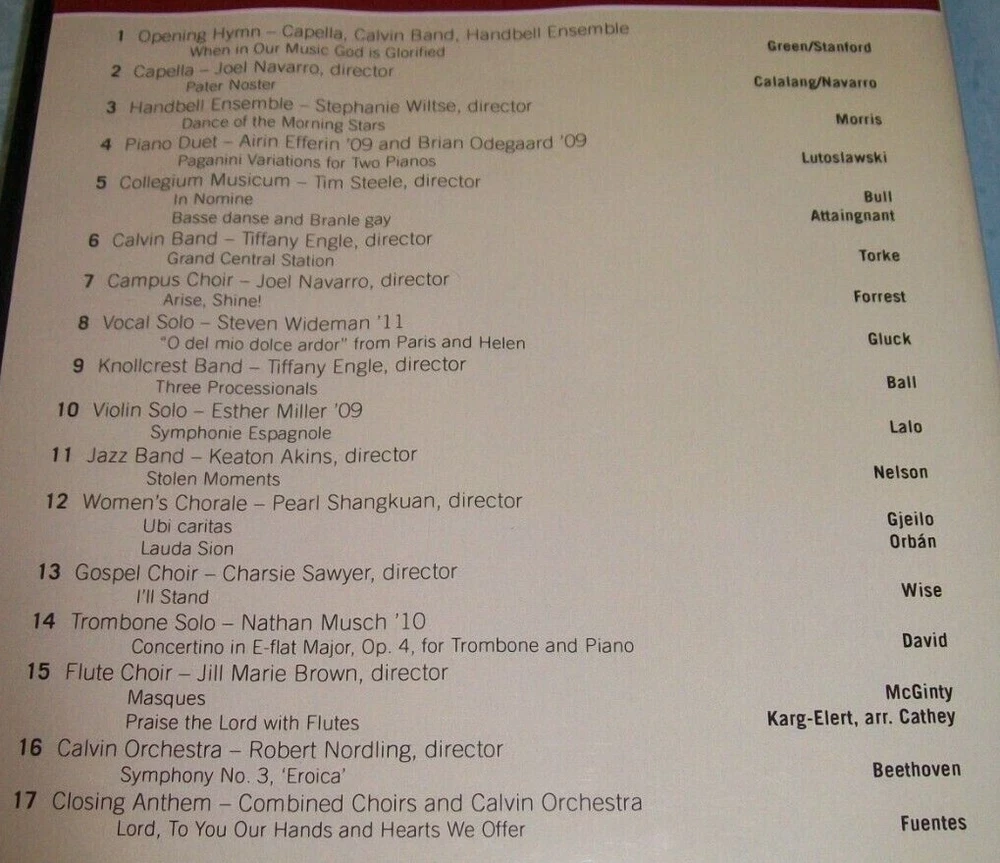 1 Opening Hymn – Capella, Calvin Band, Handbell Ensemble
When in Our Music God is Glorified Green/Stanford
2 Capella – Joel Navarro, director
Pater Noster Calalang/Navarro
3 Handbell Ensemble – Stephanie Wiltse, director
Dance of the Morning Stars Morris
4 Piano Duet – Airin Efferin '09 and Brian Odegaard '09
Paganini Variations for Two Pianos Lutoslawski
5 Collegium Musicum – Tim Steele, director
In Nomine Bull
Basse danse and Branle gay Attaingnant
6 Calvin Band – Tiffany Engle, director
Grand Central Station Torke
7 Campus Choir – Joel Navarro, director
Arise, Shine! Forrest
8 Vocal Solo – Steven Wideman '11
"O del mio dolce ardor" from Paris and Helen Gluck
9 Knollcrest Band – Tiffany Engle, director
Three Processionals Ball
10 Violin Solo – Esther Miller '09
Symphonie Espagnole Lalo
11 Jazz Band – Keaton Akins, director
Stolen Moments Nelson
12 Women's Chorale – Pearl Shangkuan, director
Ubi caritas Gjeilo
Lauda Sion Orbán
13 Gospel Choir – Charsie Sawyer, director
I'll Stand Wise
14 Trombone Solo – Nathan Musch '10
Concertino in E-flat Major, Op. 4, for Trombone and Piano David
15 Flute Choir – Jill Marie Brown, director
Masques McGinty
Praise the Lord with Flutes Karg-Elert, arr. Cathey
16 Calvin Orchestra – Robert Nordling, director
Symphony No. 3, 'Eroica' Beethoven
17 Closing Anthem – Combined Choirs and Calvin Orchestra
Lord, To You Our Hands and Hearts We Offer Fuentes